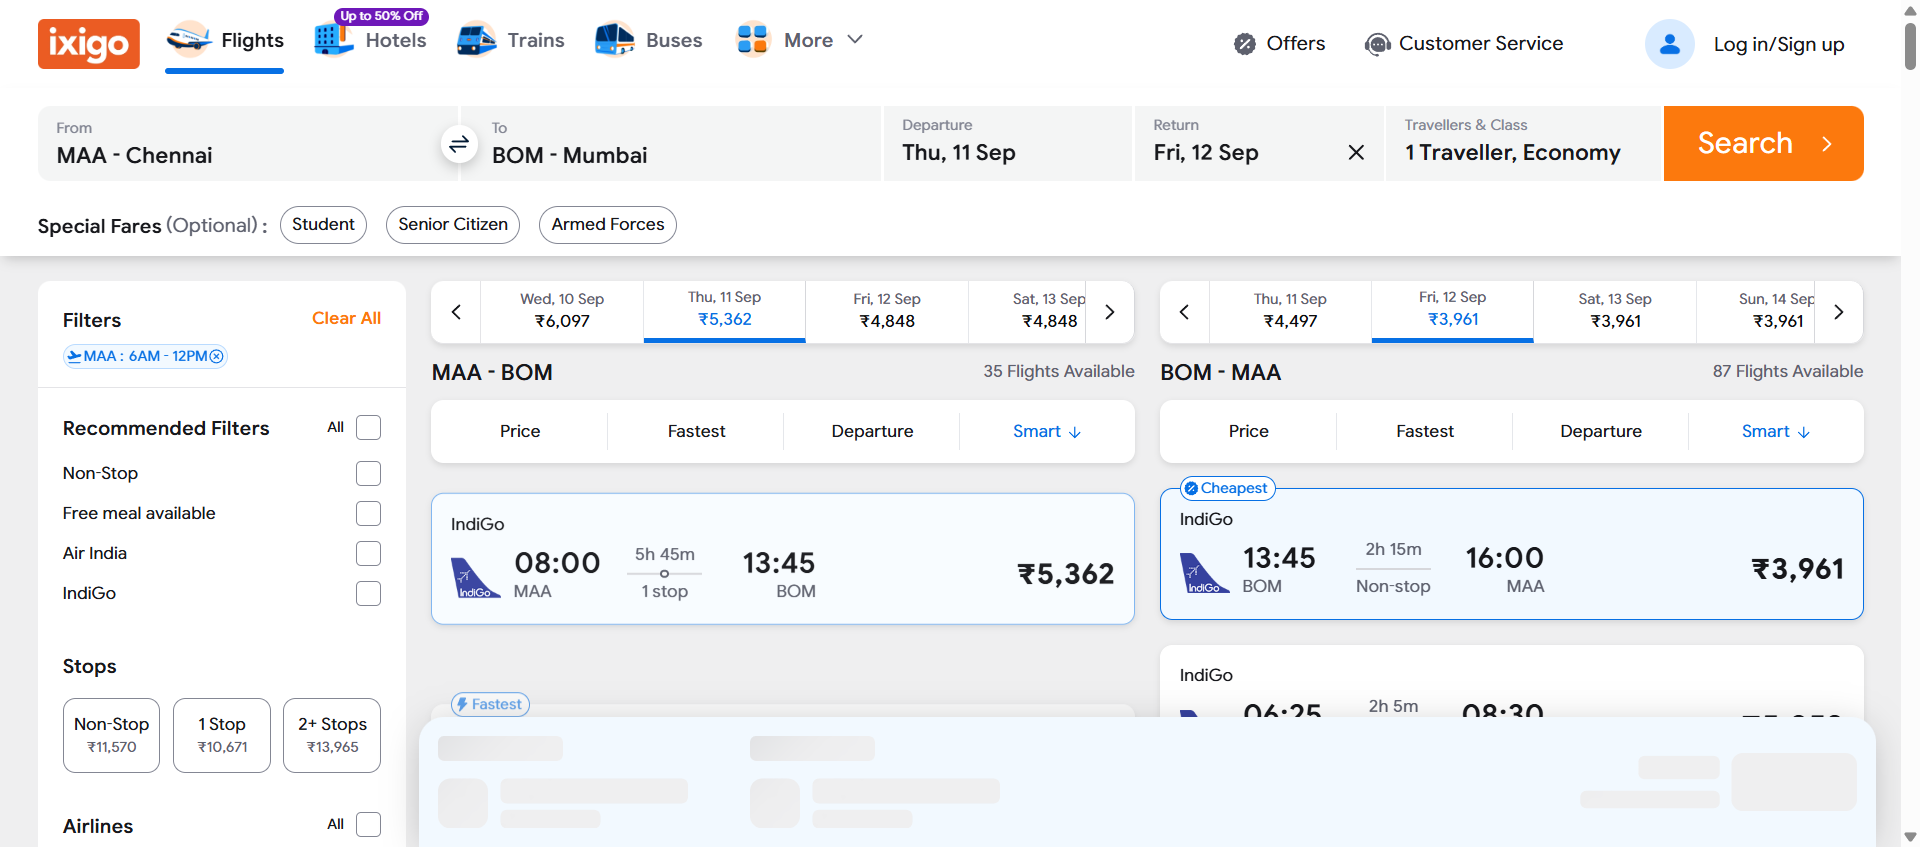 ixigo
Flights
Up to 50% Off
Hotels
Trains
Buses
More
Offers
Customer Service
Log in/Sign up
From
MAA - Chennai
To
BOM - Mumbai
Departure
Thu, 11 Sep
Return
Fri, 12 Sep
Travellers & Class
1 Traveller, Economy
Search
Special Fares (Optional) :
Student
Senior Citizen
Armed Forces
Filters
Clear All
MAA : 6AM - 12PM
Recommended Filters
All
Non-Stop
Free meal available
Air India
IndiGo
Stops
Non-Stop
₹11,570
1 Stop
₹10,671
2+ Stops
₹13,965
Airlines
All
Wed, 10 Sep
₹6,097
Thu, 11 Sep
₹5,362
Fri, 12 Sep
₹4,848
Sat, 13 Sep
₹4,848
MAA - BOM
35 Flights Available
Price
Fastest
Departure
Smart
IndiGo
IndiGo
08:00
MAA
5h 45m
1 stop
13:45
BOM
₹5,362
Fastest
Thu, 11 Sep
₹4,497
Fri, 12 Sep
₹3,961
Sat, 13 Sep
₹3,961
Sun, 14 Sep
₹3,961
BOM - MAA
87 Flights Available
Price
Fastest
Departure
Smart
Cheapest
IndiGo
IndiGo
13:45
BOM
2h 15m
Non-stop
16:00
MAA
₹3,961
IndiGo
06:25
2h 5m
08:30